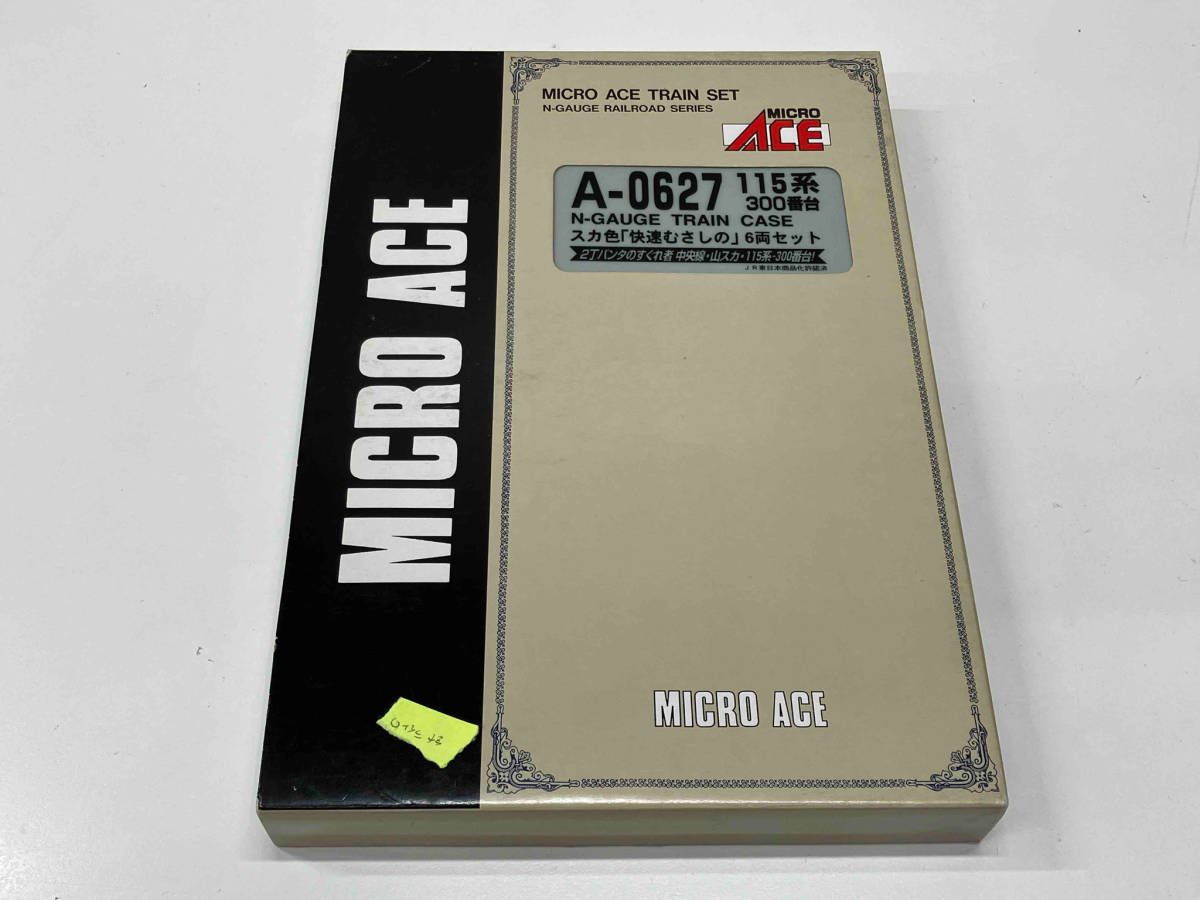 MICRO ACE
MICRO ACE TRAIN SET
N-GAUGE RAILROAD SERIES
MICRO
ACE
A-0627 115系
300番台
N-GAUGE TRAIN CASE
スカ色「快速むさしの」6両セット
2丁パンタのすぐれ者 中央線・山スカ・115系-300番台!
JR東日本商品化許諾済
MICRO ACE